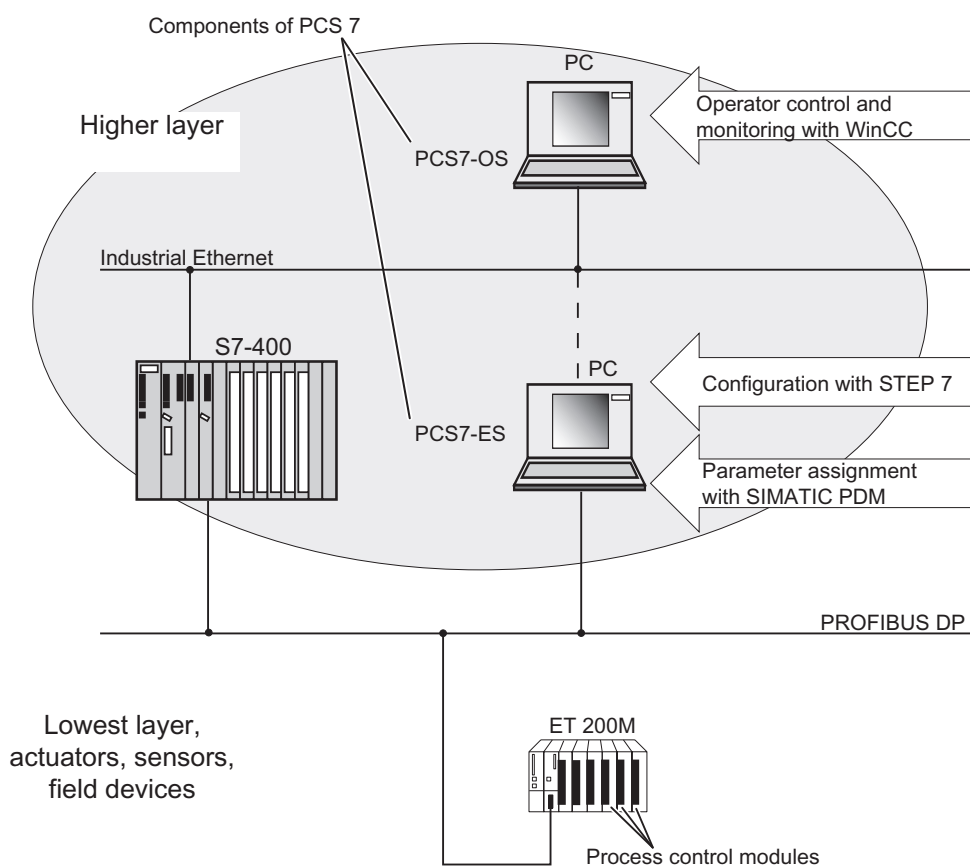 Components of PCS 7
PC
Higher layer
Operator control and
monitoring with WinCC
PCS7-OS
Industrial Ethernet
S7-400
PC
Configuration with STEP 7
PCS7-ES
Parameter assignment
with SIMATIC PDM
PROFIBUS DP
Lowest layer,
actuators, sensors,
field devices
ET 200M
Process control modules